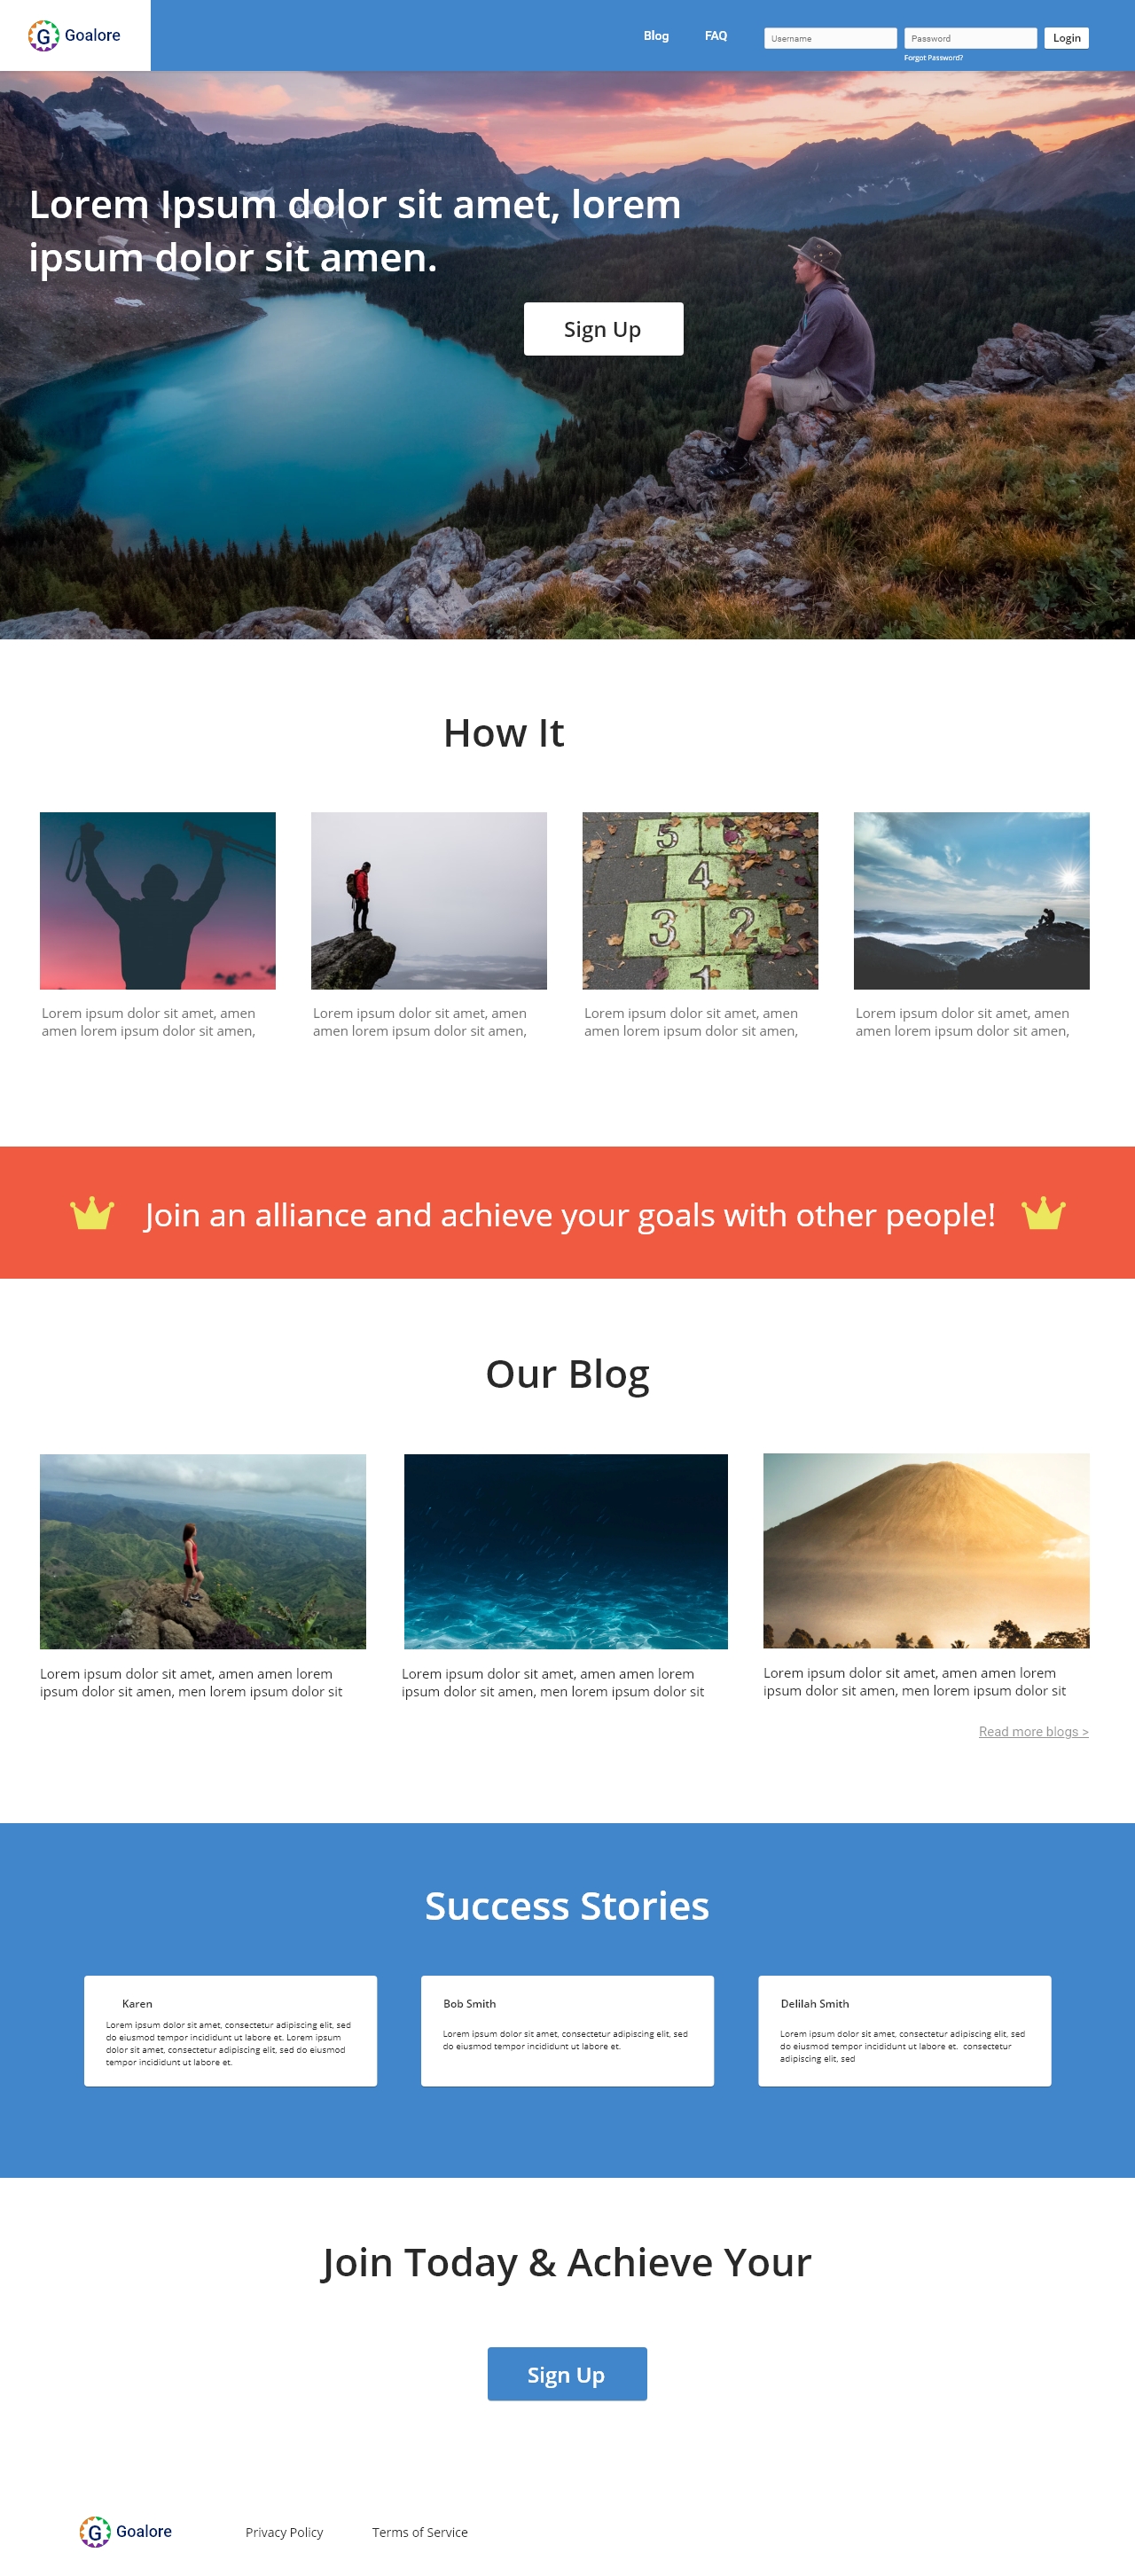 G Goalore
Blog
FAQ
Username
Password
Login
Forgot Password?
Lorem Ipsum dolor sit amet, lorem
ipsum dolor sit amen.
Sign Up
How It
5
4
3 2
1
Lorem ipsum dolor sit amet, amen
amen lorem ipsum dolor sit amen,
Lorem ipsum dolor sit amet, amen
amen lorem ipsum dolor sit amen,
Lorem ipsum dolor sit amet, amen
amen lorem ipsum dolor sit amen,
Lorem ipsum dolor sit amet, amen
amen lorem ipsum dolor sit amen,
Join an alliance and achieve your goals with other people!
Our Blog
Lorem ipsum dolor sit amet, amen amen lorem
ipsum dolor sit amen, men lorem ipsum dolor sit
Lorem ipsum dolor sit amet, amen amen lorem
ipsum dolor sit amen, men lorem ipsum dolor sit
Lorem ipsum dolor sit amet, amen amen lorem
ipsum dolor sit amen, men lorem ipsum dolor sit
Read more blogs >
Success Stories
Karen
Lorem ipsum dolor sit amet, consectetur adipiscing elit, sed
do eiusmod tempor incididunt ut labore et. Lorem ipsum
dolor sit amet, consectetur adipiscing elit, sed do eiusmod
tempor incididunt ut labore et.
Bob Smith
Lorem ipsum dolor sit amet, consectetur adipiscing elit, sed
do eiusmod tempor incididunt ut labore et.
Delilah Smith
Lorem ipsum dolor sit amet, consectetur adipiscing elit, sed
do eiusmod tempor incididunt ut labore et. consectetur
adipiscing elit, sed
Join Today & Achieve Your
Sign Up
G Goalore
Privacy Policy
Terms of Service